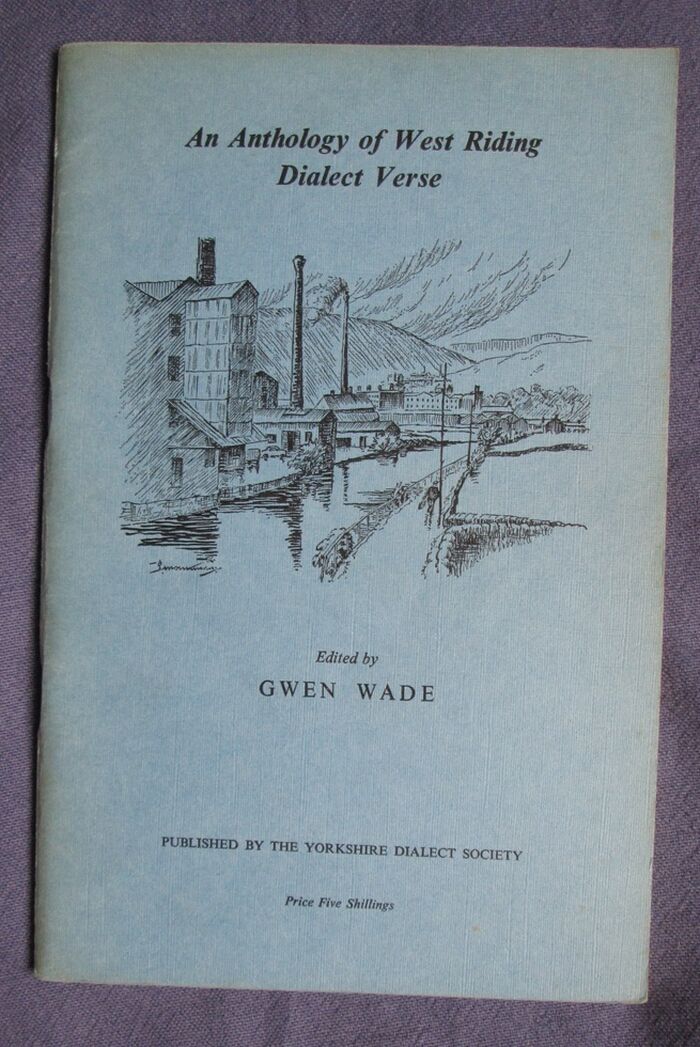 An Anthology of West Riding
Dialect Verse
Edited by
GWEN WADE
PUBLISHED BY THE YORKSHIRE DIALECT SOCIETY
Price Five Shillings